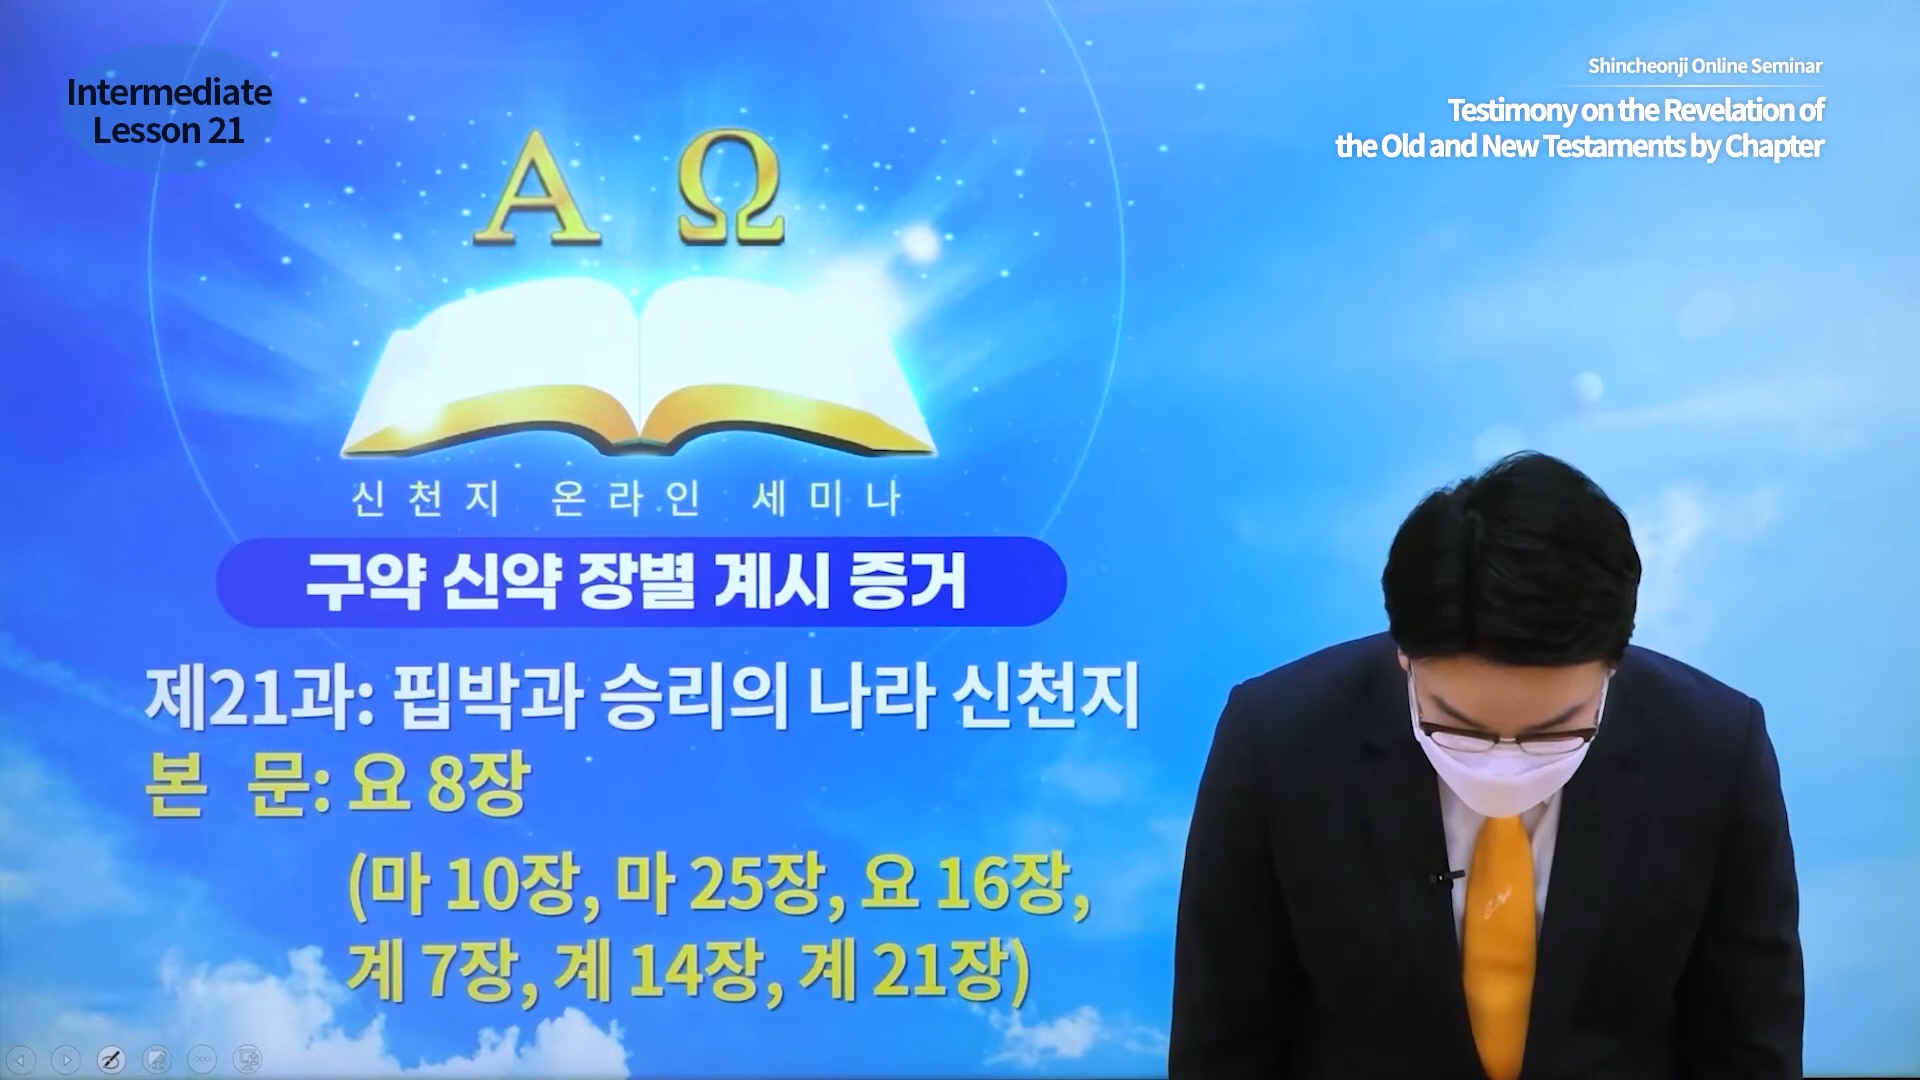 Intermediate
Lesson 21
Shincheonji Online Seminar
Testimony on the Revelation of
the Old and New Testaments by Chapter
Α Ω
신천지 온라인 세미나
구약 신약 장별 계시 증거
제21과: 핍박과 승리의 나라 신천지
본 문: 요 8장
(마 10장, 마 25장, 요 16장,
계 7장, 계 14장, 계 21장)